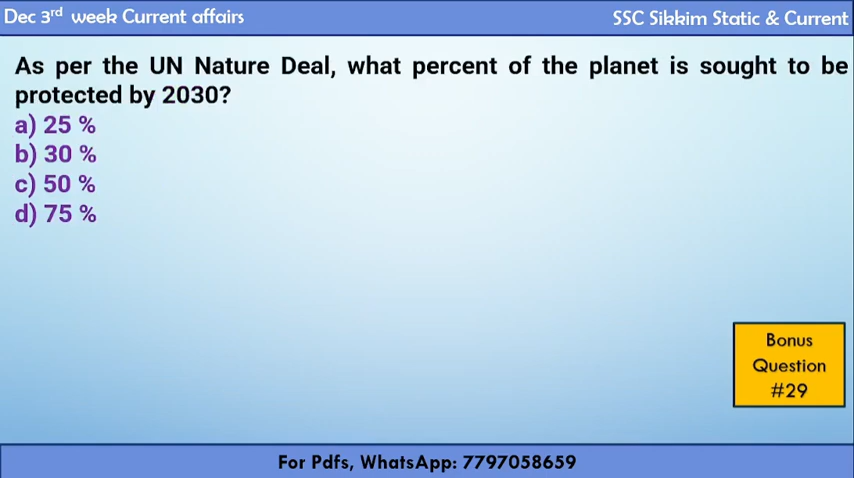 Dec 3rd week Current affairs
SSC Sikkim Static & Current
As per the UN Nature Deal, what percent of the planet is sought to be
protected by 2030?
a) 25 %
b) 30 %
c) 50 %
d) 75 %
Bonus
Question
#29
For Pdfs, WhatsApp: 7797058659